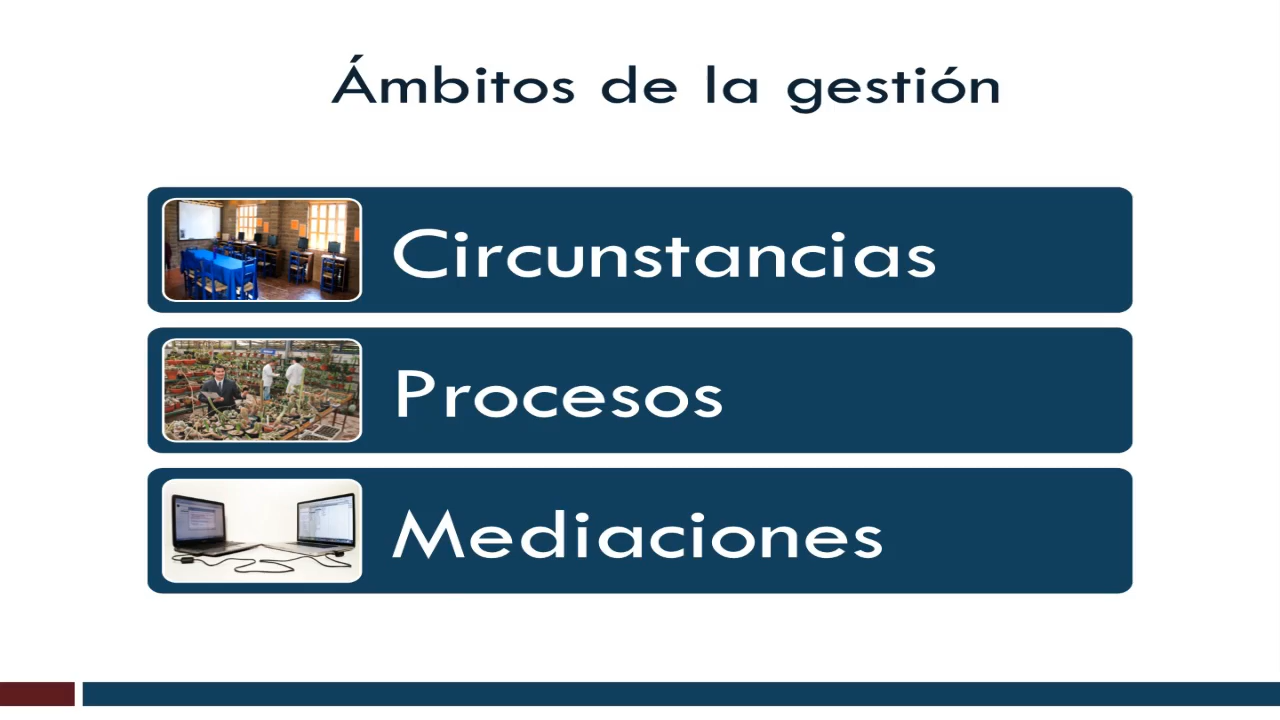 Ámbitos de la gestión
Circunstancias
Procesos
Mediaciones